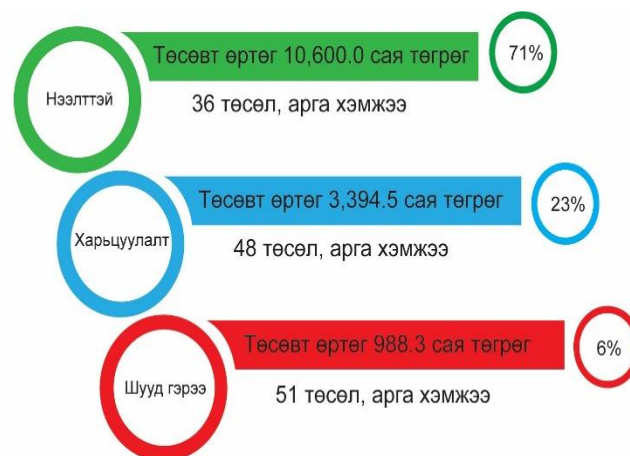 Төсөвт өртөг 10,600.0 сая төгрөг
71%
Нээлттэй
36 төсөл, арга хэмжээ
Төсөвт өртөг 3,394.5 сая төгрөг
23%
Харьцуулалт
48 төсөл, арга хэмжээ
Төсөвт өртөг 988.3 сая төгрөг
6%
Шууд гэрээ
51 төсөл, арга хэмжээ